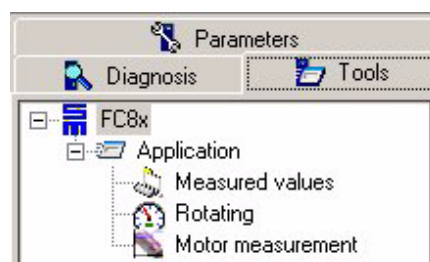 Parameters
Diagnosis Tools
FC8x
Application
Measured values
Rotating
Motor measurement